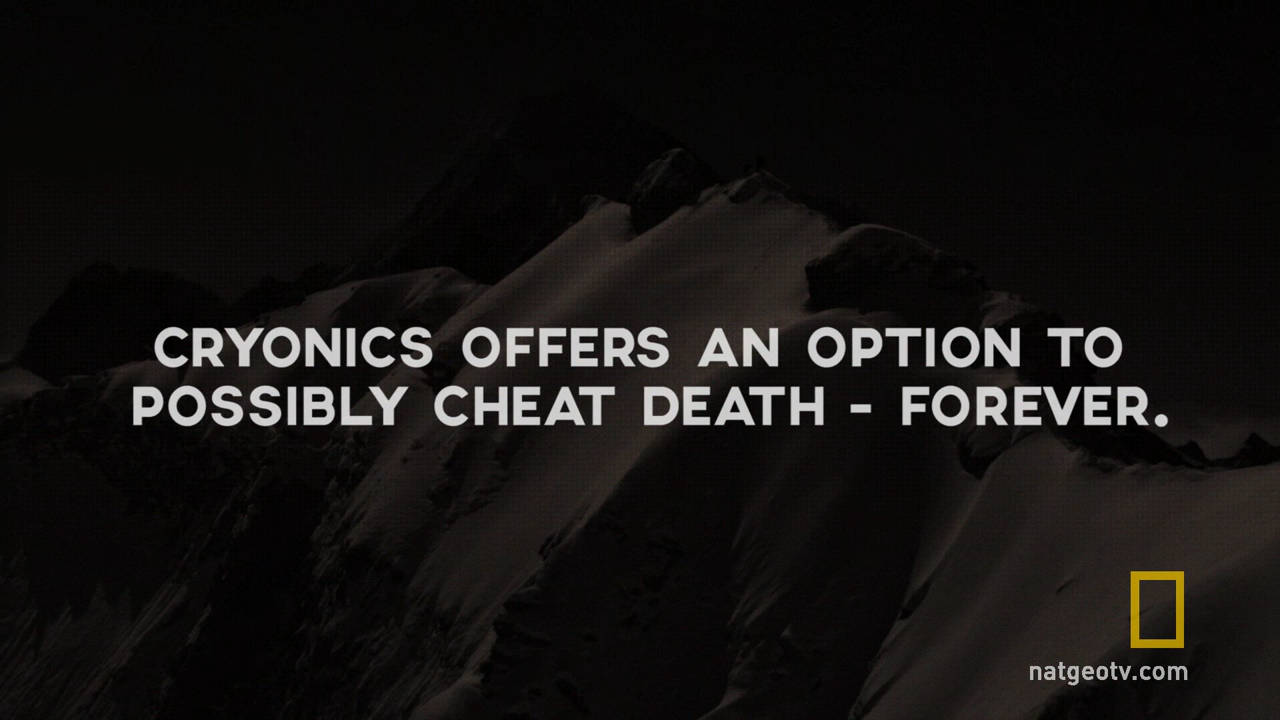 CRYONICS OFFERS AN OPTION TO
POSSIBLY CHEAT DEATH - FOREVER.
natgeotv.com